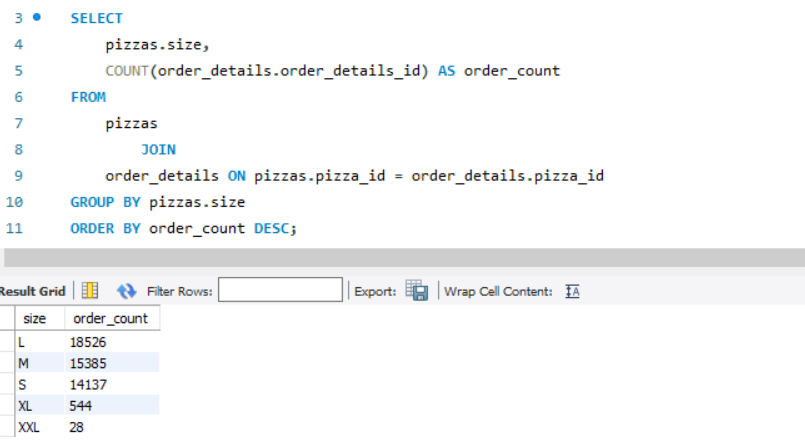 3 SELECT
4 pizzas.size,
5 COUNT(order_details.order_details_id) AS order_count
6 FROM
7 pizzas
8 JOIN
9 order_details ON pizzas.pizza_id = order_details.pizza_id
10 GROUP BY pizzas.size
11 ORDER BY order_count DESC;
Result Grid Filter Rows: Export: Wrap Cell Content: IA
size order_count
L 18526
M 15385
S 14137
XL 544
XXL 28